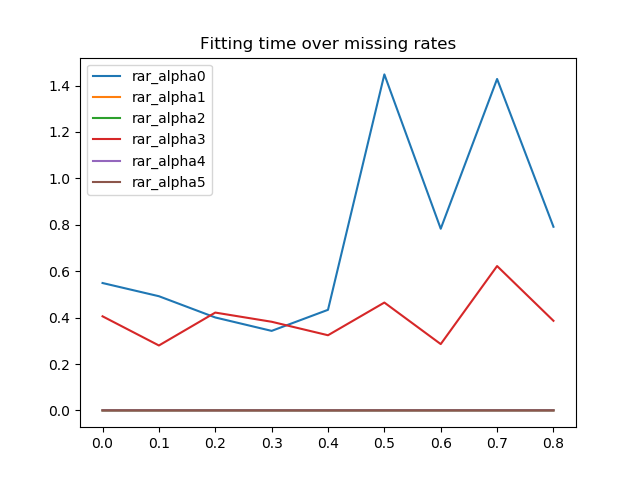 Fitting time over missing rates
rar_alpha0
rar_alpha1
rar_alpha2
rar_alpha3
rar_alpha4
rar_alpha5
1.4
1.2
1.0
0.8
0.6
0.4
0.2
0.0
0.0 0.1 0.2 0.3 0.4 0.5 0.6 0.7 0.8